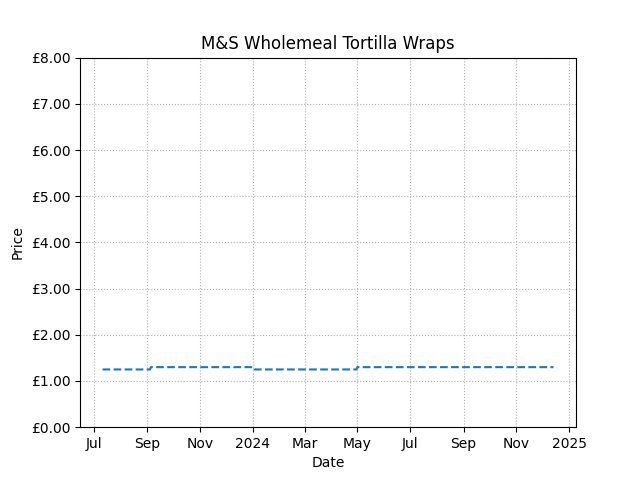 M&S Wholemeal Tortilla Wraps
£8.00
£7.00
£6.00
£5.00
£4.00
£3.00
£2.00
£1.00
£0.00
Price
Jul Sep Nov 2024 Mar May Jul Sep Nov 2025
Date